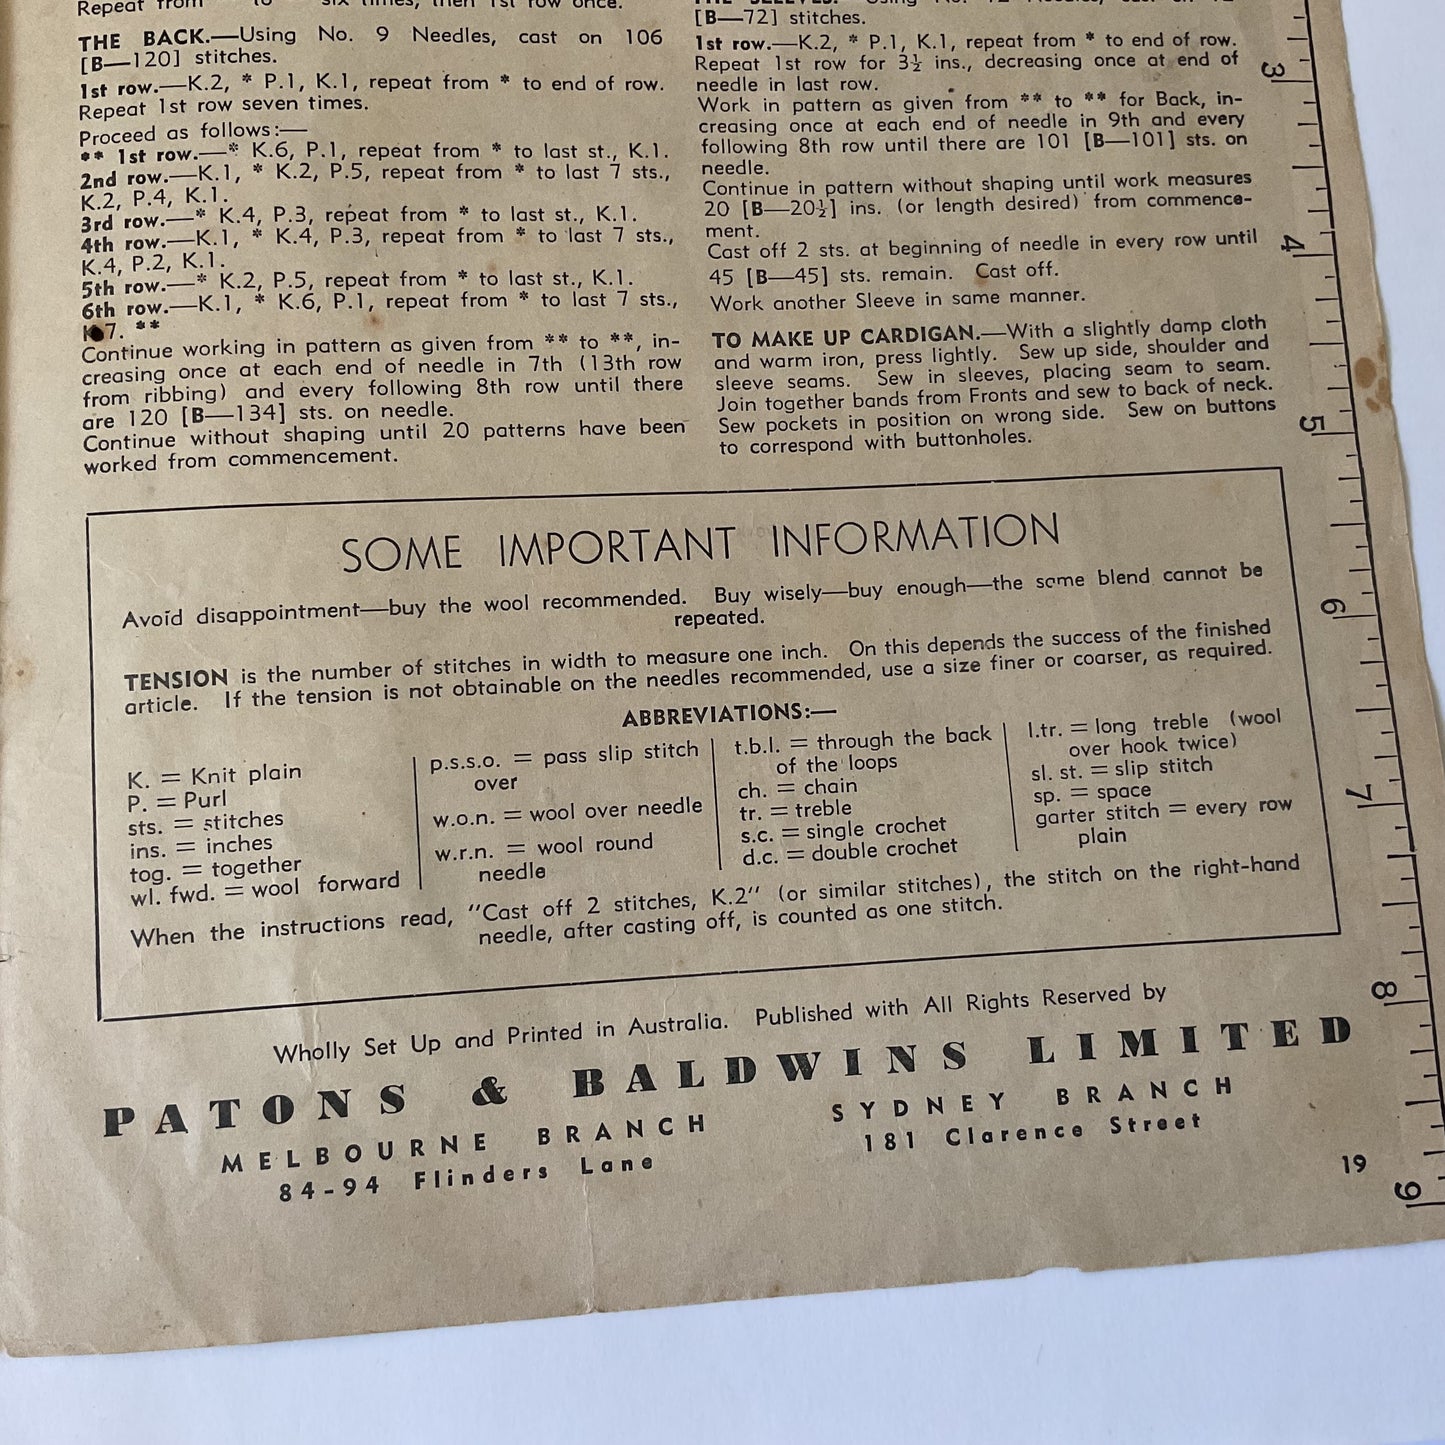 Repeat from * to * six times, then 1st row once.
THE BACK.—Using No. 9 Needles, cast on 106
[B—120] stitches.
1st row.—K.2, * P.1, K.1, repeat from * to end of row.
Repeat 1st row seven times.
Proceed as follows:—
** 1st row.—* K.6, P.1, repeat from * to last st., K.1.
2nd row.—K.1, * K.2, P.5, repeat from * to last 7 sts.,
K.2, P.4, K.1.
3rd row.—* K.4, P.3, repeat from * to last st., K.1.
4th row.—K.1, * K.4, P.3, repeat from * to last 7 sts.,
K.4, P.2, K.1.
5th row.—* K.2, P.5, repeat from * to last st., K.1.
6th row.—K.1, * K.6, P.1, repeat from * to last 7 sts.,
K.7. **
Continue working in pattern as given from ** to **, in-
creasing once at each end of needle in 7th (13th row
from ribbing) and every following 8th row until there
are 120 [B—134] sts. on needle.
Continue without shaping until 20 patterns have been
worked from commencement.
[B—72] stitches.
1st row.—K.2, * P.1, K.1, repeat from * to end of row.
Repeat 1st row for 3½ ins., decreasing once at end of
needle in last row.
Work in pattern as given from ** to ** for Back, in-
creasing once at each end of needle in 9th and every
following 8th row until there are 101 [B—101] sts. on
needle.
Continue in pattern without shaping until work measures
20 [B—20½] ins. (or length desired) from commence-
ment.
Cast off 2 sts. at beginning of needle in every row until
45 [B—45] sts. remain. Cast off.
Work another Sleeve in same manner.
TO MAKE UP CARDIGAN.—With a slightly damp cloth
and warm iron, press lightly. Sew up side, shoulder and
sleeve seams. Sew in sleeves, placing seam to seam.
Join together bands from Fronts and sew to back of neck.
Sew pockets in position on wrong side. Sew on buttons
to correspond with buttonholes.
SOME IMPORTANT INFORMATION
Avoid disappointment—buy the wool recommended. Buy wisely—buy enough—the same blend cannot be
repeated.
TENSION is the number of stitches in width to measure one inch. On this depends the success of the finished
article. If the tension is not obtainable on the needles recommended, use a size finer or coarser, as required.
ABBREVIATIONS:—
K. = Knit plain
P. = Purl
sts. = stitches
ins. = inches
tog. = together
wl. fwd. = wool forward
p.s.s.o. = pass slip stitch
over
w.o.n. = wool over needle
w.r.n. = wool round
needle
t.b.l. = through the back
of the loops
ch. = chain
tr. = treble
s.c. = single crochet
d.c. = double crochet
l.tr. = long treble (wool
over hook twice)
sl. st. = slip stitch
sp. = space
garter stitch = every row
plain
When the instructions read, "Cast off 2 stitches, K.2" (or similar stitches), the stitch on the right-hand
needle, after casting off, is counted as one stitch.
Wholly Set Up and Printed in Australia. Published with All Rights Reserved by
PATONS & BALDWINS LIMITED
MELBOURNE BRANCH
84-94 Flinders Lane
SYDNEY BRANCH
181 Clarence Street
19
3
4
5
6
7
8
9